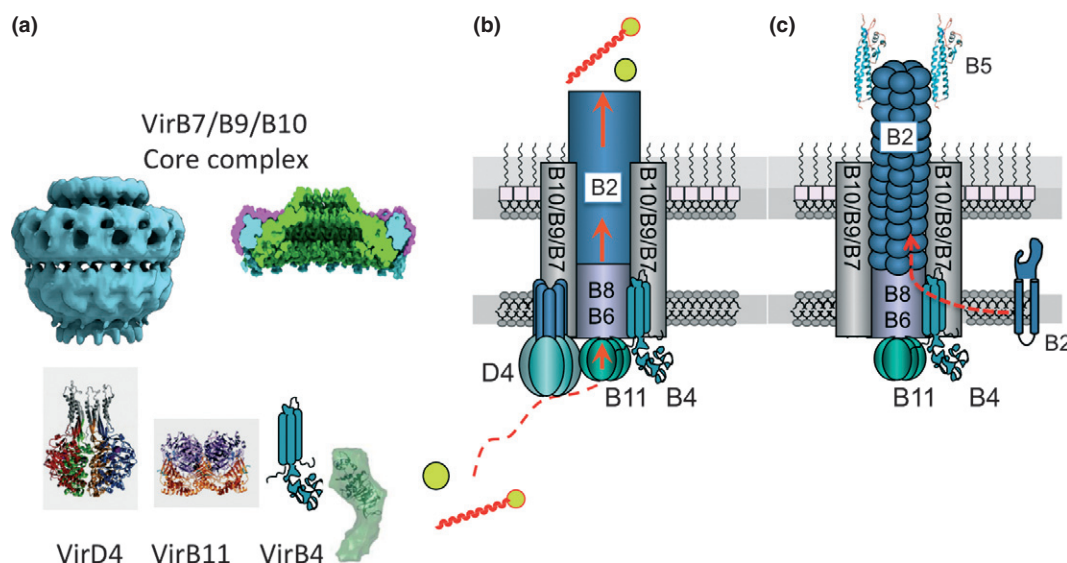 (a)
VirB7/B9/B10
Core complex
VirD4
VirB11
VirB4
(b)
B2
B10/B9/B7
B10/B9/B7
B8
B6
D4
B11
B4
(c)
B5
B2
B10/B9/B7
B10/B9/B7
B8
B6
B2
B11
B4